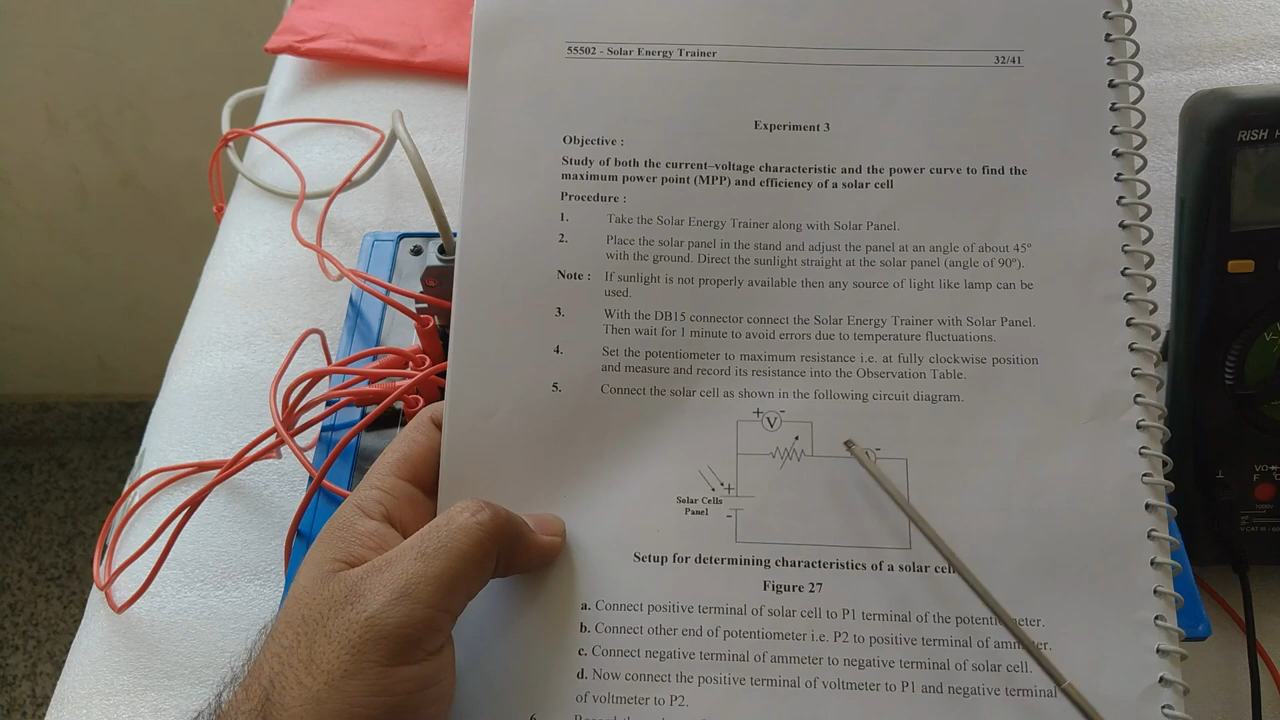 55502 - Solar Energy Trainer
32/41
Experiment 3
Objective :
Study of both the current–voltage characteristic and the power curve to find the
maximum power point (MPP) and efficiency of a solar cell
Procedure :
1. Take the Solar Energy Trainer along with Solar Panel.
2. Place the solar panel in the stand and adjust the panel at an angle of about 45º
with the ground. Direct the sunlight straight at the solar panel (angle of 90º).
Note : If sunlight is not properly available then any source of light like lamp can be
used.
3. With the DB15 connector connect the Solar Energy Trainer with Solar Panel.
Then wait for 1 minute to avoid errors due to temperature fluctuations.
4. Set the potentiometer to maximum resistance i.e. at fully clockwise position
and measure and record its resistance into the Observation Table.
5. Connect the solar cell as shown in the following circuit diagram.
+ V -
-
+
Solar Cells
Panel
-
Setup for determining characteristics of a solar cell
Figure 27
a. Connect positive terminal of solar cell to P1 terminal of the potentiometer.
b. Connect other end of potentiometer i.e. P2 to positive terminal of ammeter.
c. Connect negative terminal of ammeter to negative terminal of solar cell.
d. Now connect the positive terminal of voltmeter to P1 and negative terminal
of voltmeter to P2.
RISH